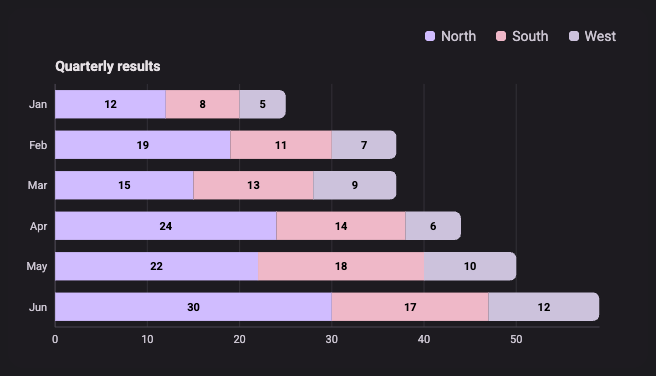 North South West
Quarterly results
Jan 12 8 5
Feb 19 11 7
Mar 15 13 9
Apr 24 14 6
May 22 18 10
Jun 30 17 12
0 10 20 30 40 50